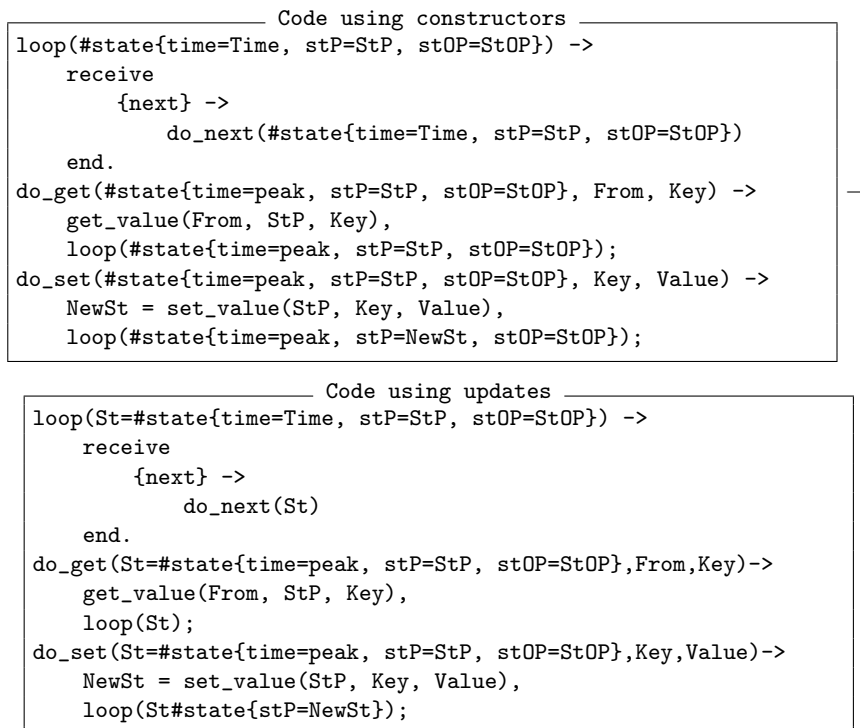 Code using constructors
loop(#state{time=Time, stP=StP, stOP=StOP}) ->
    receive
        {next} ->
            do_next(#state{time=Time, stP=StP, stOP=StOP})
    end.
do_get(#state{time=peak, stP=StP, stOP=StOP}, From, Key) ->
    get_value(From, StP, Key),
    loop(#state{time=peak, stP=StP, stOP=StOP});
do_set(#state{time=peak, stP=StP, stOP=StOP}, Key, Value) ->
    NewSt = set_value(StP, Key, Value),
    loop(#state{time=peak, stP=NewSt, stOP=StOP});
Code using updates
loop(St=#state{time=Time, stP=StP, stOP=StOP}) ->
    receive
        {next} ->
            do_next(St)
    end.
do_get(St=#state{time=peak, stP=StP, stOP=StOP},From,Key)->
    get_value(From, StP, Key),
    loop(St);
do_set(St=#state{time=peak, stP=StP, stOP=StOP},Key,Value)->
    NewSt = set_value(StP, Key, Value),
    loop(St#state{stP=NewSt});